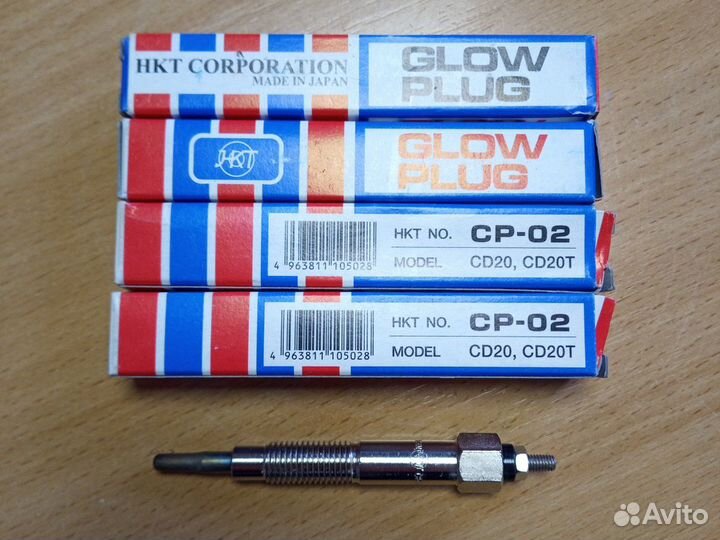 HKT CORPORATION
MADE IN JAPAN
GLOW
PLUG
HKT
GLOW
PLUG
4 963811 105028
HKT NO. CP-02
MODEL CD20, CD20T
4 963811 105028
HKT NO. CP-02
MODEL CD20, CD20T
Avito